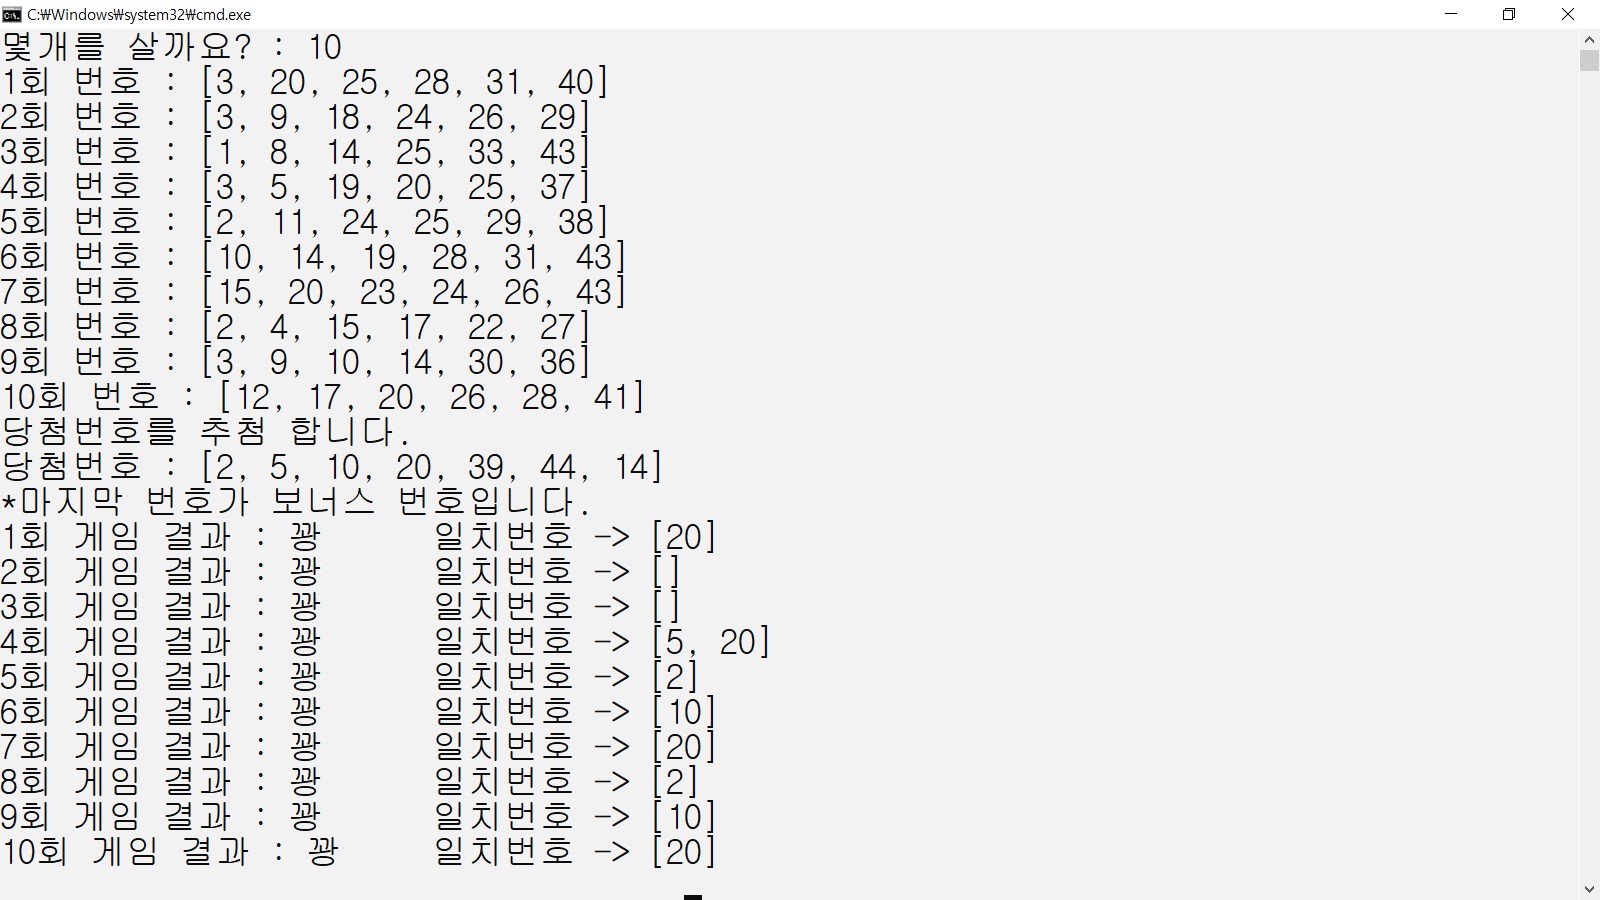 C:₩Windows₩system32₩cmd.exe
몇개를 살까요? : 10
1회 번호 : [3, 20, 25, 28, 31, 40]
2회 번호 : [3, 9, 18, 24, 26, 29]
3회 번호 : [1, 8, 14, 25, 33, 43]
4회 번호 : [3, 5, 19, 20, 25, 37]
5회 번호 : [2, 11, 24, 25, 29, 38]
6회 번호 : [10, 14, 19, 28, 31, 43]
7회 번호 : [15, 20, 23, 24, 26, 43]
8회 번호 : [2, 4, 15, 17, 22, 27]
9회 번호 : [3, 9, 10, 14, 30, 36]
10회 번호 : [12, 17, 20, 26, 28, 41]
당첨번호를 추첨 합니다.
당첨번호 : [2, 5, 10, 20, 39, 44, 14]
*마지막 번호가 보너스 번호입니다.
1회 게임 결과 : 꽝 일치번호 -> [20]
2회 게임 결과 : 꽝 일치번호 -> []
3회 게임 결과 : 꽝 일치번호 -> []
4회 게임 결과 : 꽝 일치번호 -> [5, 20]
5회 게임 결과 : 꽝 일치번호 -> [2]
6회 게임 결과 : 꽝 일치번호 -> [10]
7회 게임 결과 : 꽝 일치번호 -> [20]
8회 게임 결과 : 꽝 일치번호 -> [2]
9회 게임 결과 : 꽝 일치번호 -> [10]
10회 게임 결과 : 꽝 일치번호 -> [20]